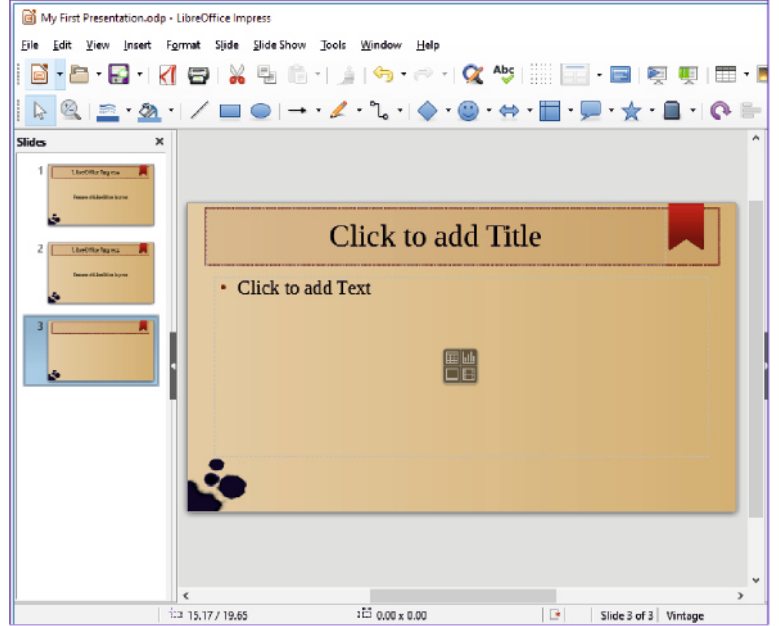 My First Presentation.odp - LibreOffice Impress
File Edit View Insert Format Slide Slide Show Tools Window Help
Abc
Slides
1
2
3
Click to add Title
• Click to add Text
15.17 / 19.65 0.00 x 0.00 Slide 3 of 3 Vintage